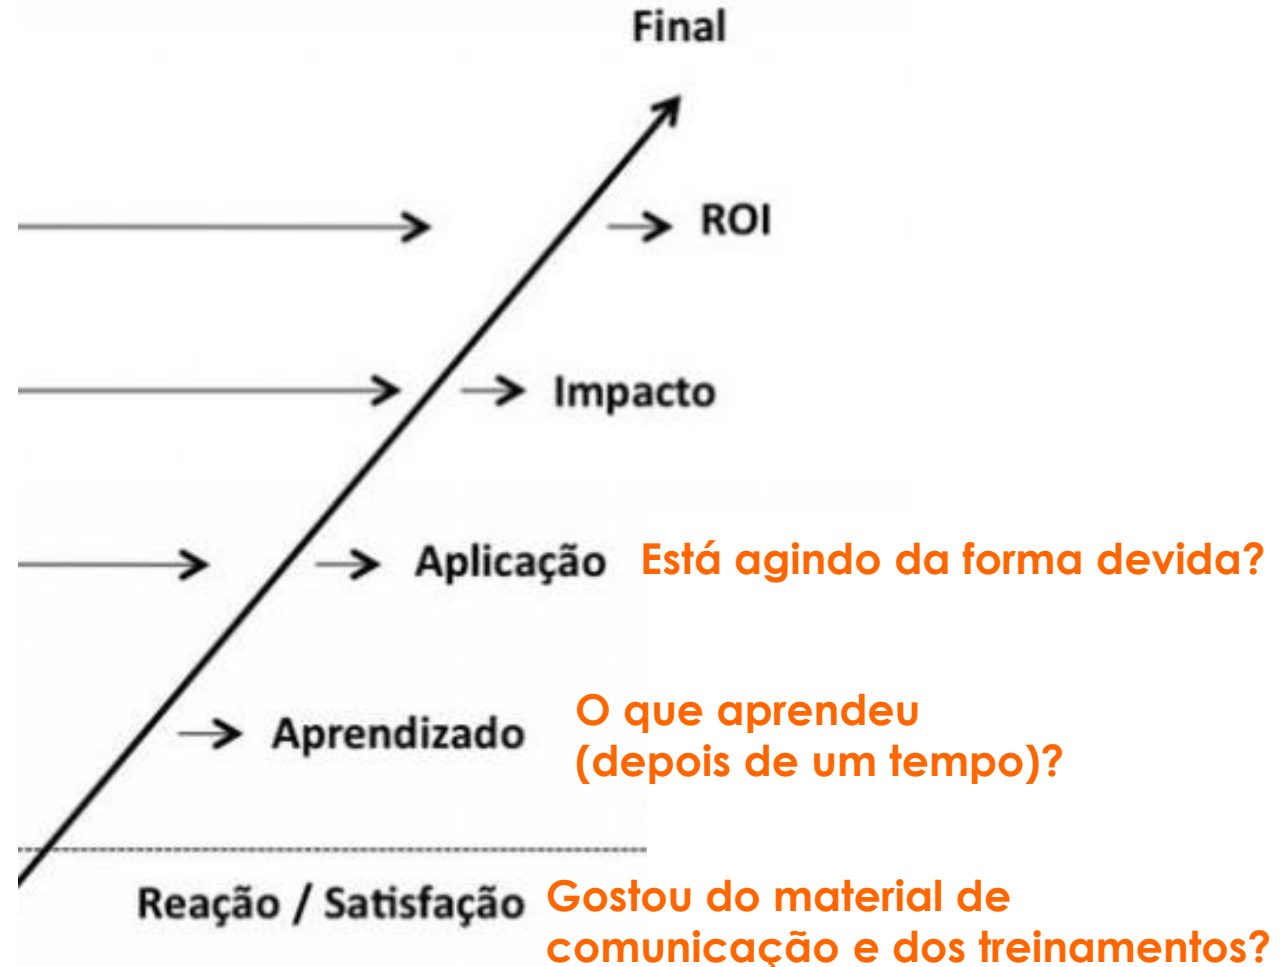 Final
ROI
Impacto
Aplicação Está agindo da forma devida?
Aprendizado
O que aprendeu
(depois de um tempo)?
Reação / Satisfação
Gostou do material de
comunicação e dos treinamentos?